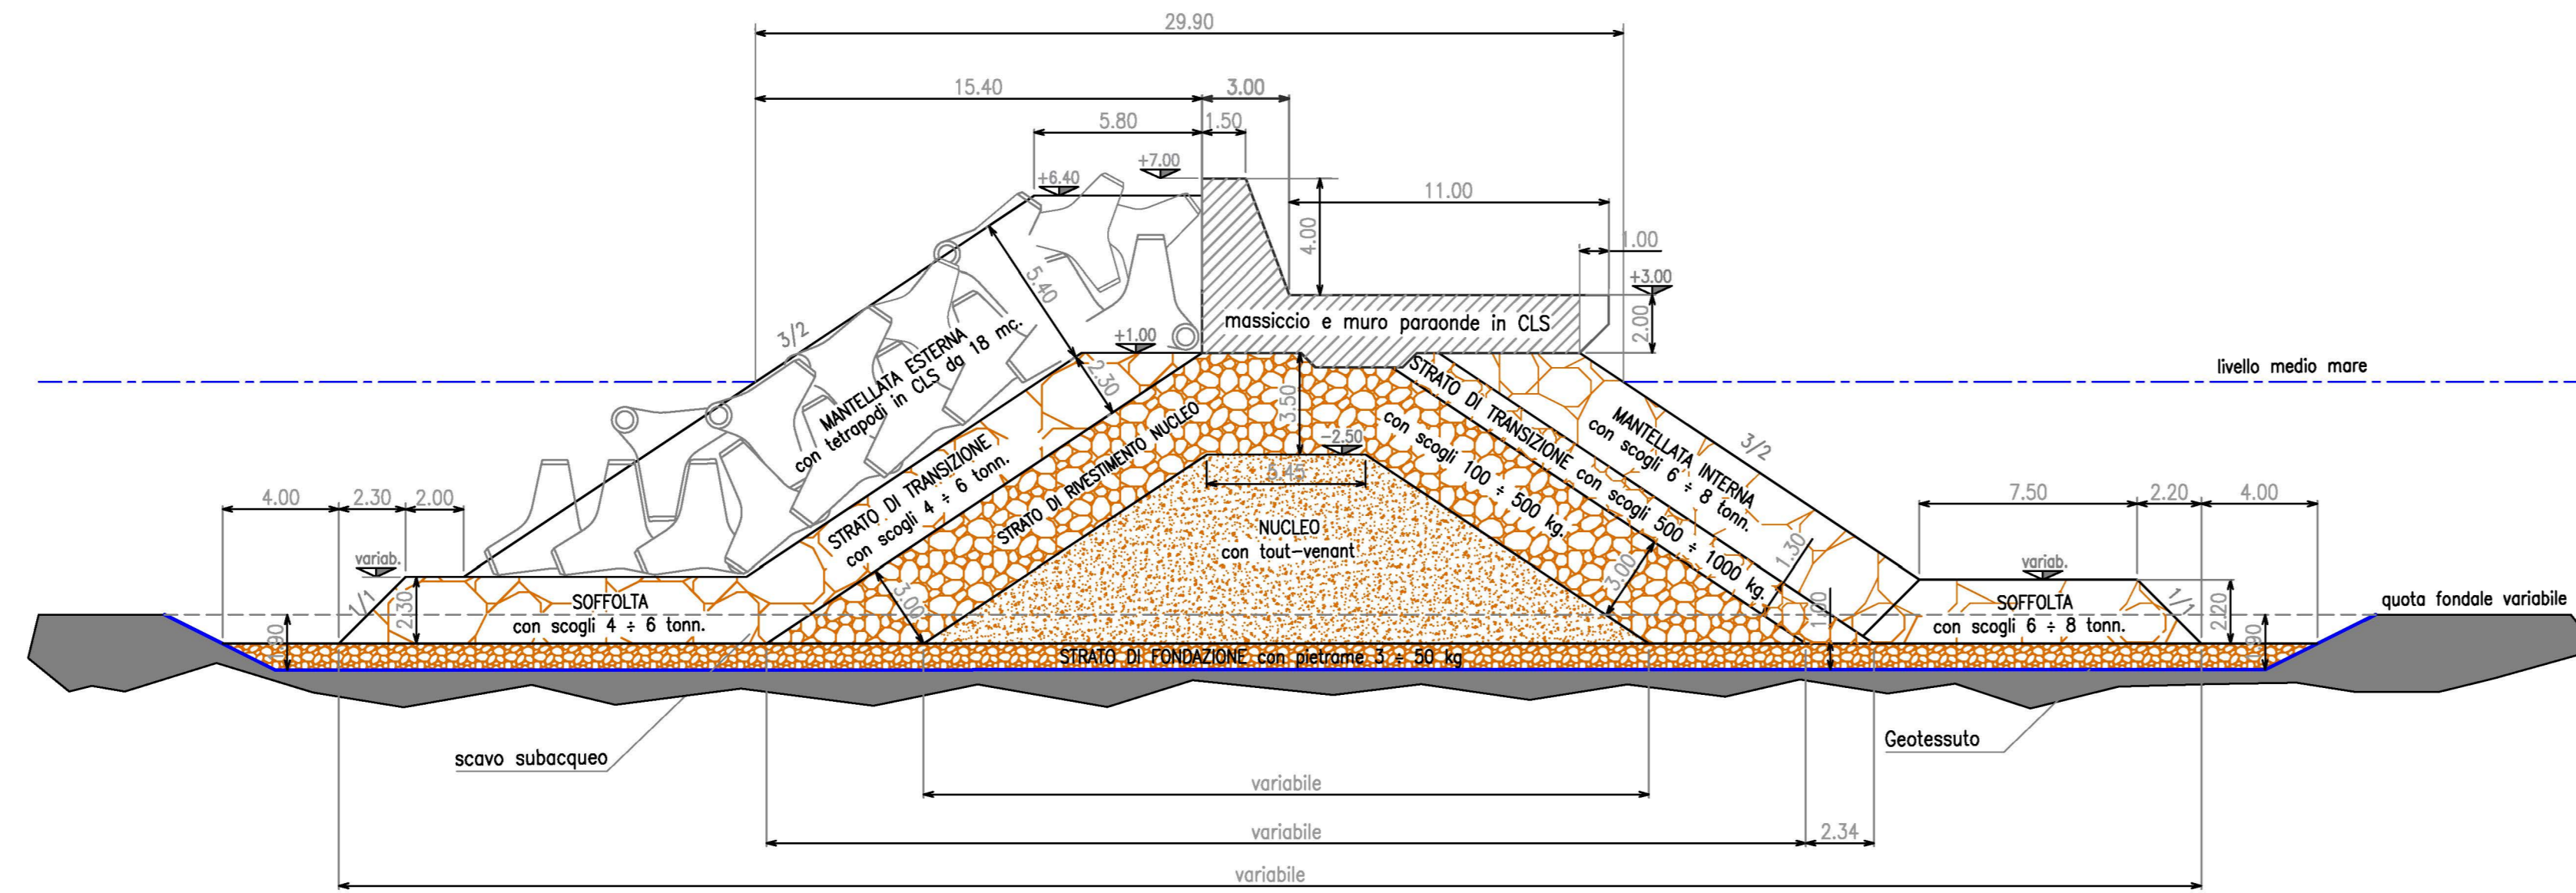 29.90
15.40
3.00
5.80
1.50
+7.00
+6.40
11.00
4.00
1.00
+3.00
2.00
massiccio e muro paraonde in CLS
5.40
3/2
MANTELLATA ESTERNA
con tetrapodi in CLS da 18 mc.
+1.00
2.30
livello medio mare
STRATO DI TRANSIZIONE
con scogli 4 ÷ 6 tonn.
STRATO DI RIVESTIMENTO NUCLEO
con scogli 100 ÷ 500 kg.
3.50
-2.50
5.45
STRATO DI TRANSIZIONE con scogli 500 ÷ 1000 kg.
MANTELLATA INTERNA
con scogli 6 ÷ 8 tonn.
3/2
4.00
2.30
2.00
7.50
2.20
4.00
NUCLEO
con tout-venant
variab.
1/1
2.30
SOFFOLTA
con scogli 4 ÷ 6 tonn.
3.00
3.00
1.30
1.00
variab.
SOFFOLTA
con scogli 6 ÷ 8 tonn.
1/1
2.20
quota fondale variabile
1.90
1.90
STRATO DI FONDAZIONE con pietrame 3 ÷ 50 kg
scavo subacqueo
Geotessuto
variabile
variabile
2.34
variabile